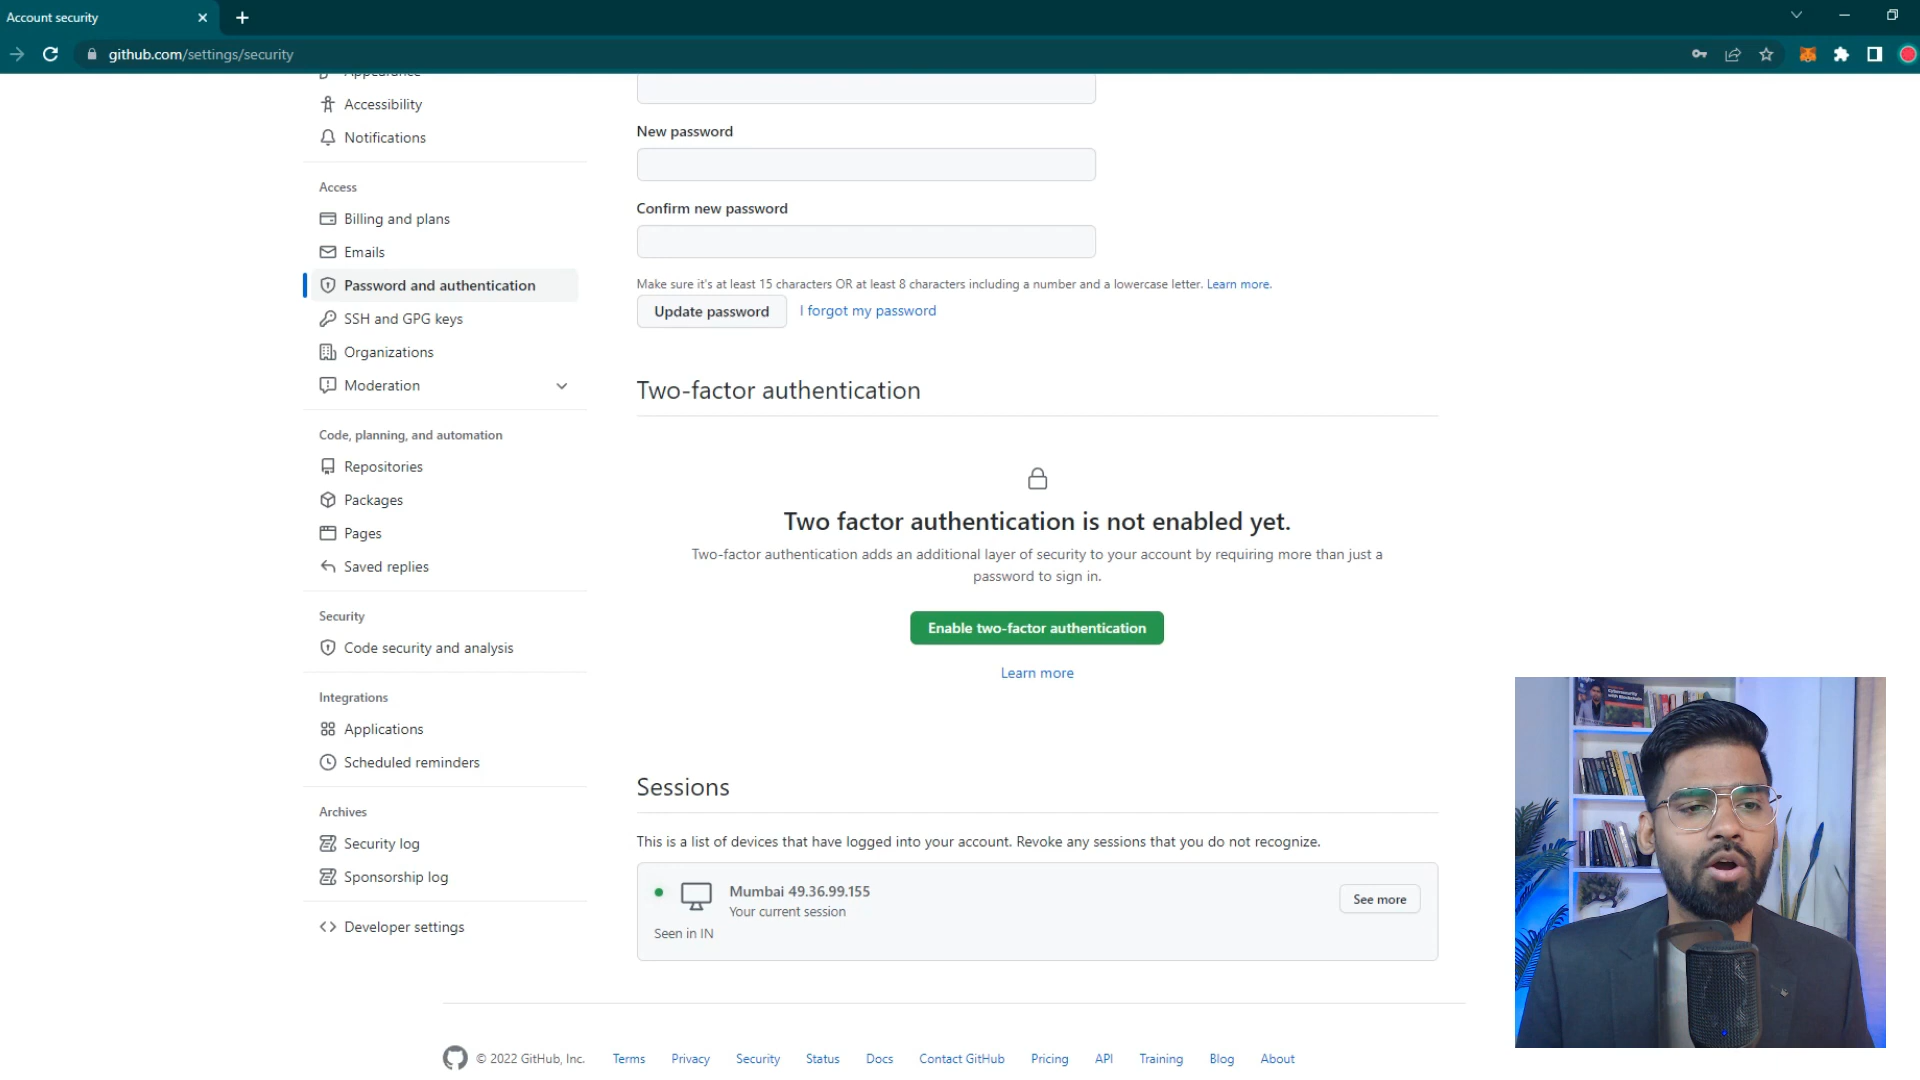 Account security
github.com/settings/security
Appearance
Accessibility
Notifications
Access
Billing and plans
Emails
Password and authentication
SSH and GPG keys
Organizations
Moderation
Code, planning, and automation
Repositories
Packages
Pages
Saved replies
Security
Code security and analysis
Integrations
Applications
Scheduled reminders
Archives
Security log
Sponsorship log
Developer settings
New password
Confirm new password
Make sure it's at least 15 characters OR at least 8 characters including a number and a lowercase letter. Learn more.
Update password
I forgot my password
Two-factor authentication
Two factor authentication is not enabled yet.
Two-factor authentication adds an additional layer of security to your account by requiring more than just a
password to sign in.
Enable two-factor authentication
Learn more
Sessions
This is a list of devices that have logged into your account. Revoke any sessions that you do not recognize.
Mumbai 49.36.99.155
Your current session
Seen in IN
See more
Cybersecurity
with Blockchain
© 2022 GitHub, Inc. Terms Privacy Security Status Docs Contact GitHub Pricing API Training Blog About